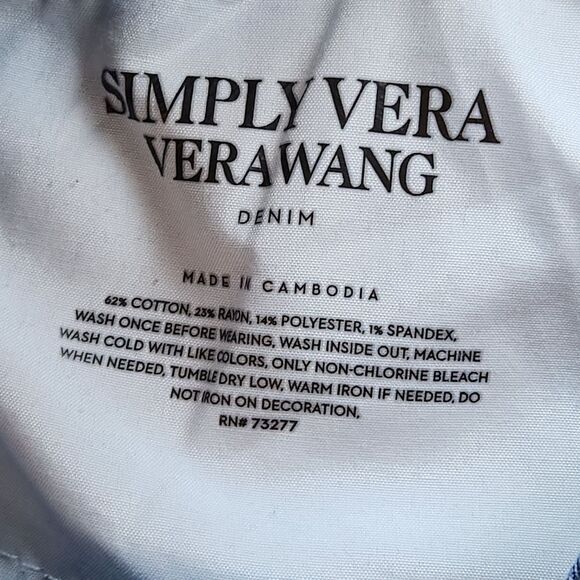 SIMPLY VERA
VERAWANG
DENIM
MADE IN CAMBODIA
62% COTTON, 23% RAYON, 14% POLYESTER, 1% SPANDEX,
WASH ONCE BEFORE WEARING, WASH INSIDE OUT, MACHINE
WASH COLD WITH LIKE COLORS, ONLY NON-CHLORINE BLEACH
WHEN NEEDED, TUMBLE DRY LOW, WARM IRON IF NEEDED, DO
NOT IRON ON DECORATION,
RN# 73277